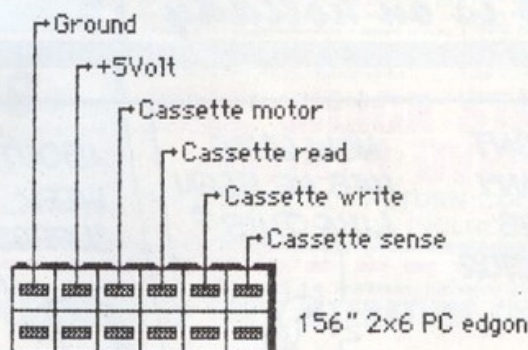 Ground
+5Volt
Cassette motor
Cassette read
Cassette write
Cassette sense
156" 2x6 PC edgon